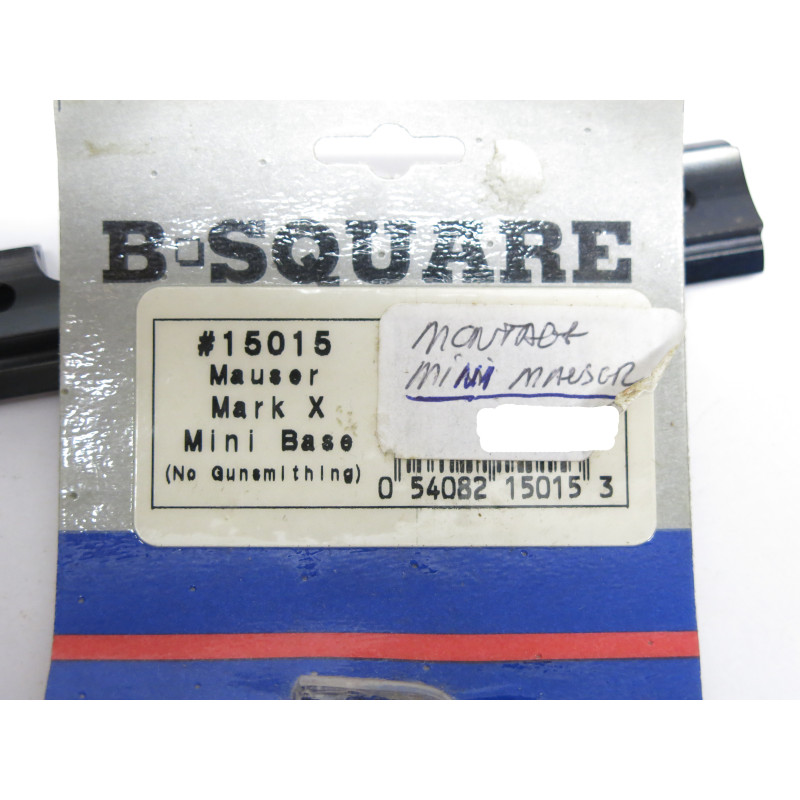 B-SQUARE
#15015
Mauser
Mark X
Mini Base
(No Gunsmithing)
MONTAGE
MINI MAUSER
0 54082 15015 3